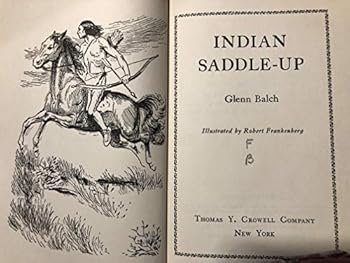 INDIAN
SADDLE-UP
Glenn Balch
Illustrated by Robert Frankenberg
F
B
THOMAS Y. CROWELL COMPANY
NEW YORK